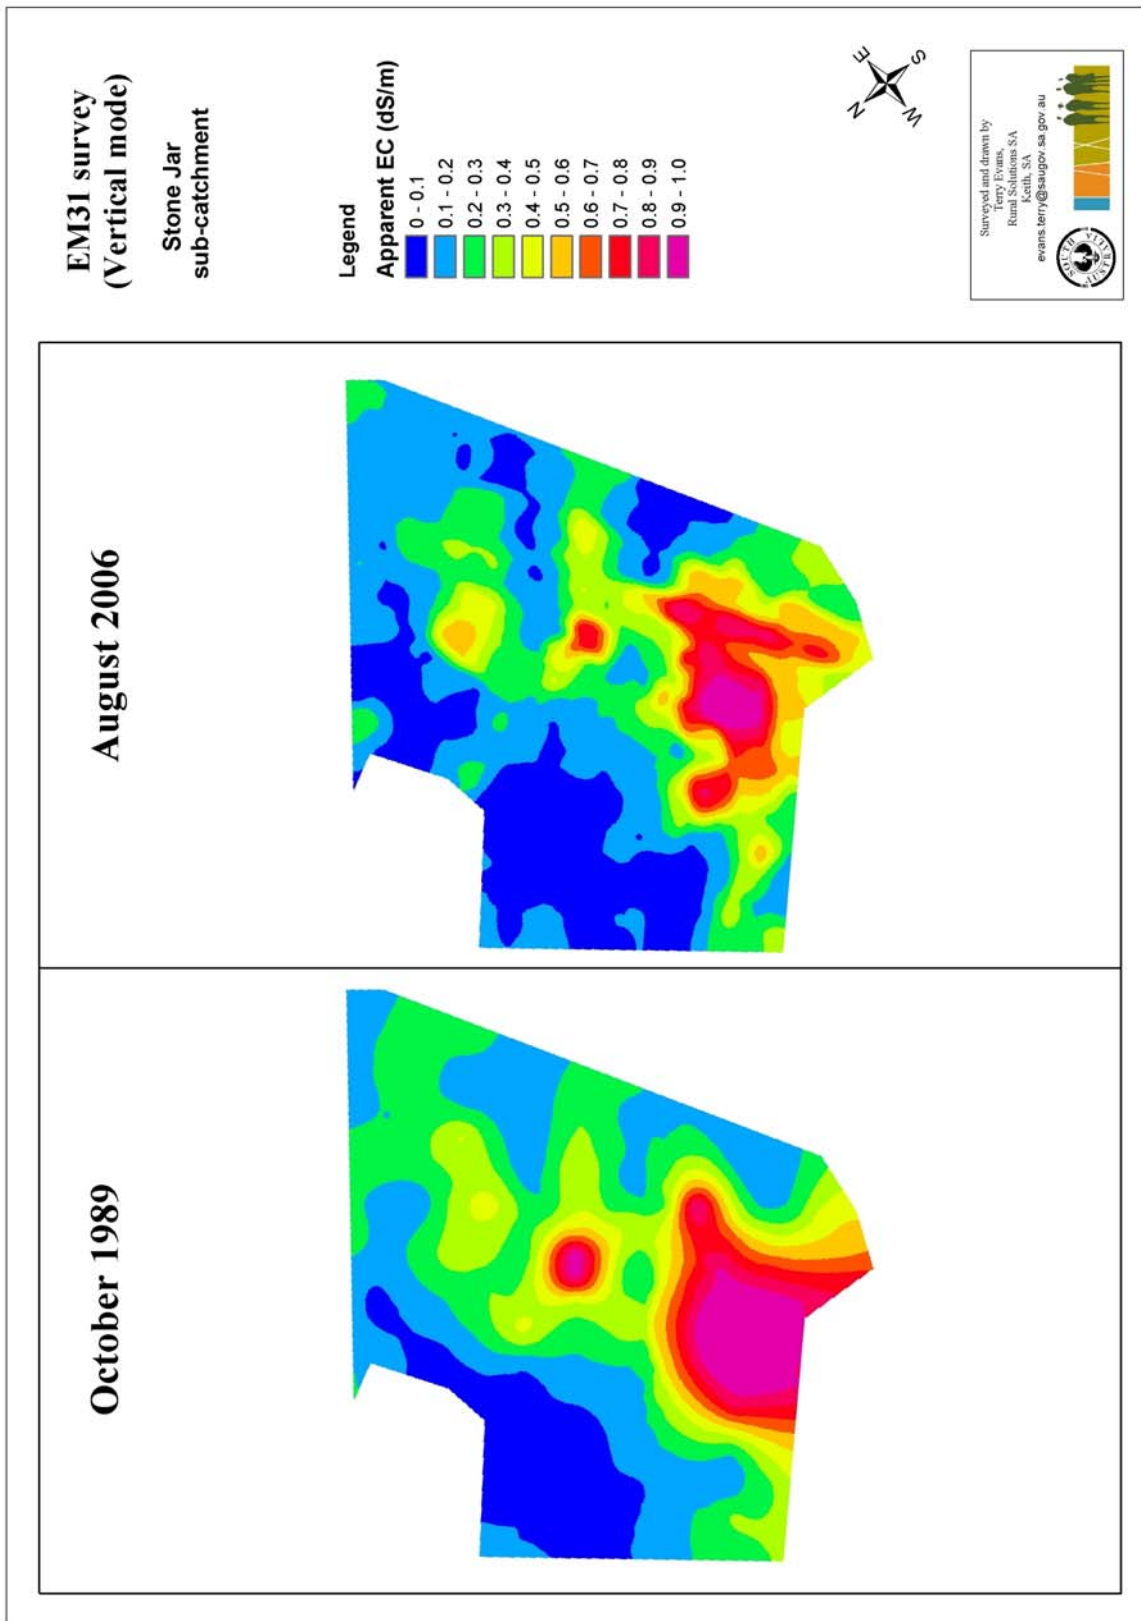 October 1989
August 2006
EM31 survey
(Vertical mode)
Stone Jar
sub-catchment
Legend
Apparent EC (dS/m)
0 - 0.1
0.1 - 0.2
0.2 - 0.3
0.3 - 0.4
0.4 - 0.5
0.5 - 0.6
0.6 - 0.7
0.7 - 0.8
0.8 - 0.9
0.9 - 1.0
N
E
S
W
Surveyed and drawn by
Terry Evans,
Rural Solutions SA
Keith, SA
evans.terry@saugov.sa.gov.au
SOUTH
AUSTRALIA